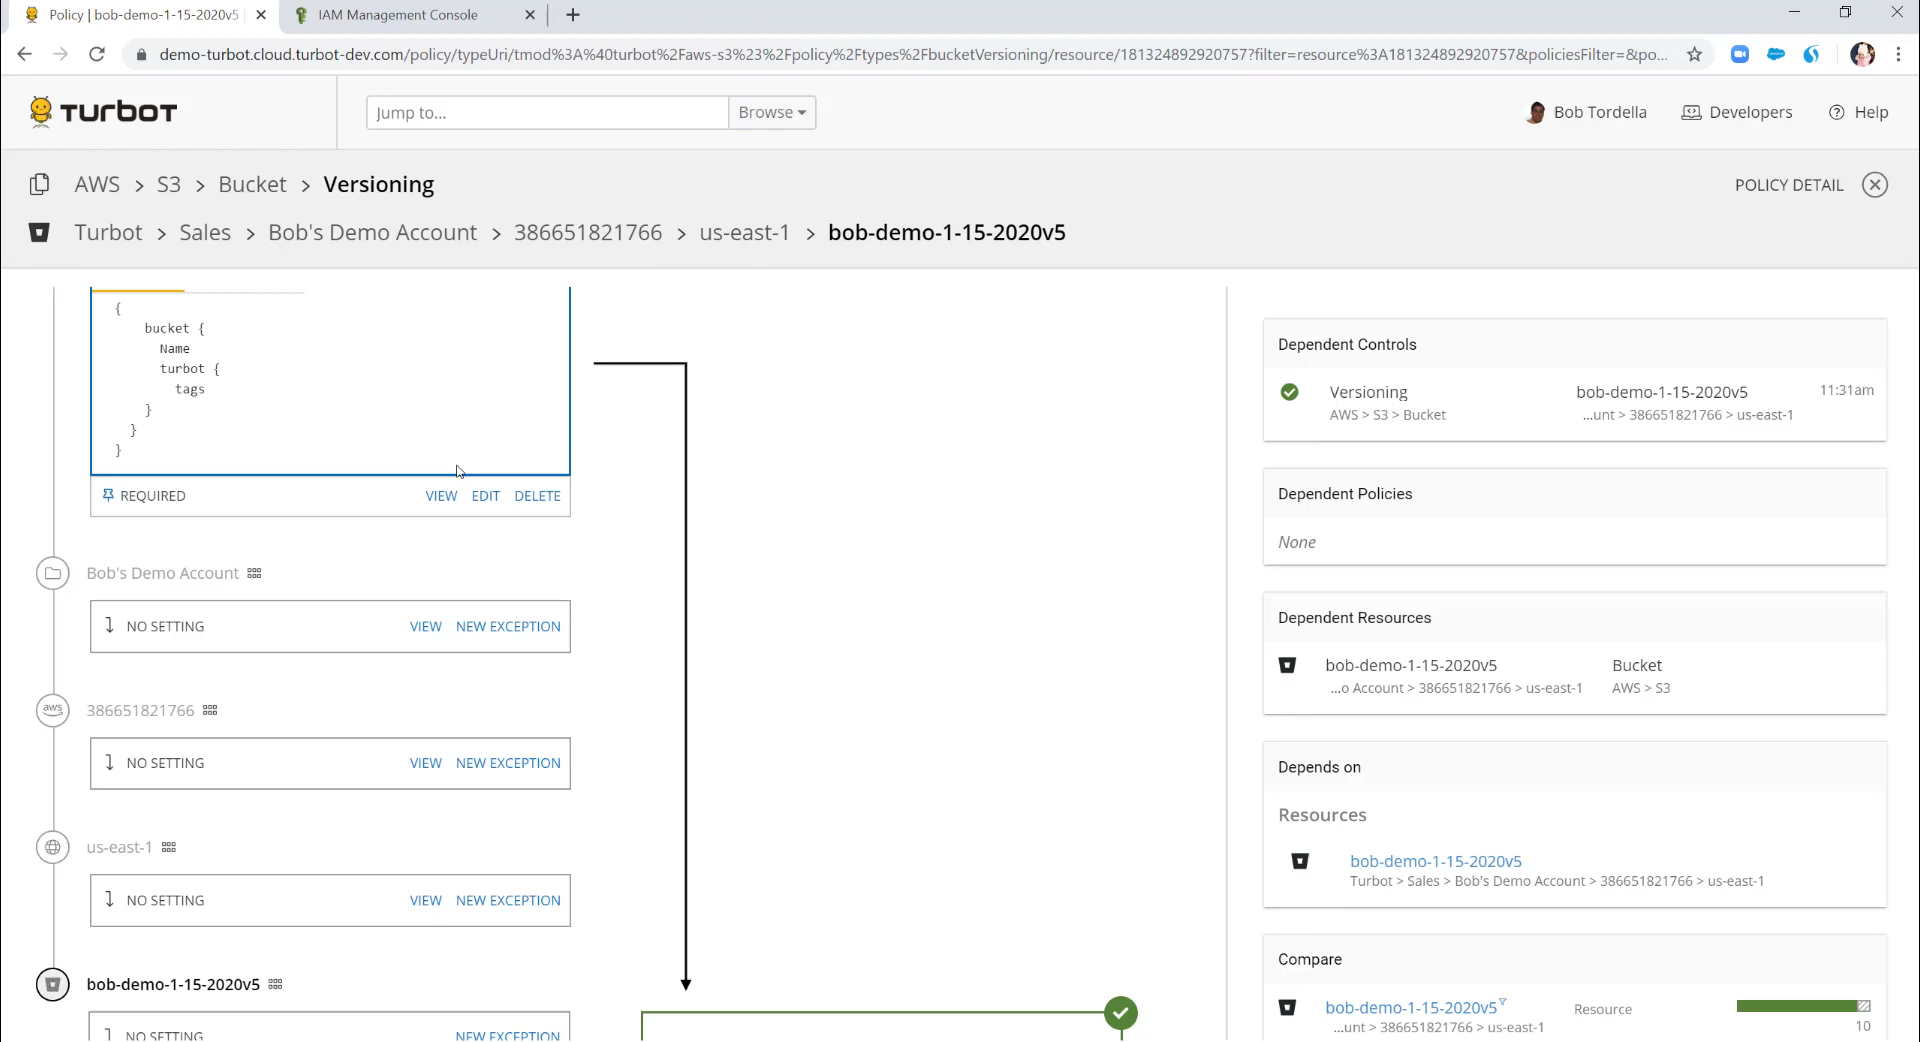 Policy | bob-demo-1-15-2020v5
IAM Management Console
demo-turbot.cloud.turbot-dev.com/policy/typeUri/tmod%3A%40turbot%2Faws-s3%23%2Fpolicy%2Ftypes%2FbucketVersioning/resource/181324892920757?filter=resource%3A181324892920757&policiesFilter=&po...
TURBOT
Jump to...
Browse
Bob Tordella
Developers
Help
AWS > S3 > Bucket > Versioning
POLICY DETAIL
Turbot > Sales > Bob's Demo Account > 386651821766 > us-east-1 > bob-demo-1-15-2020v5
{
bucket {
Name
turbot {
tags
}
}
}
REQUIRED
VIEW EDIT DELETE
Bob's Demo Account
NO SETTING
VIEW NEW EXCEPTION
aws
386651821766
NO SETTING
VIEW NEW EXCEPTION
us-east-1
NO SETTING
VIEW NEW EXCEPTION
bob-demo-1-15-2020v5
NO SETTING
NEW EXCEPTION
Dependent Controls
Versioning
bob-demo-1-15-2020v5
11:31am
AWS > S3 > Bucket
...unt > 386651821766 > us-east-1
Dependent Policies
None
Dependent Resources
bob-demo-1-15-2020v5
Bucket
...o Account > 386651821766 > us-east-1
AWS > S3
Depends on
Resources
bob-demo-1-15-2020v5
Turbot > Sales > Bob's Demo Account > 386651821766 > us-east-1
Compare
bob-demo-1-15-2020v5
Resource
...unt > 386651821766 > us-east-1
10